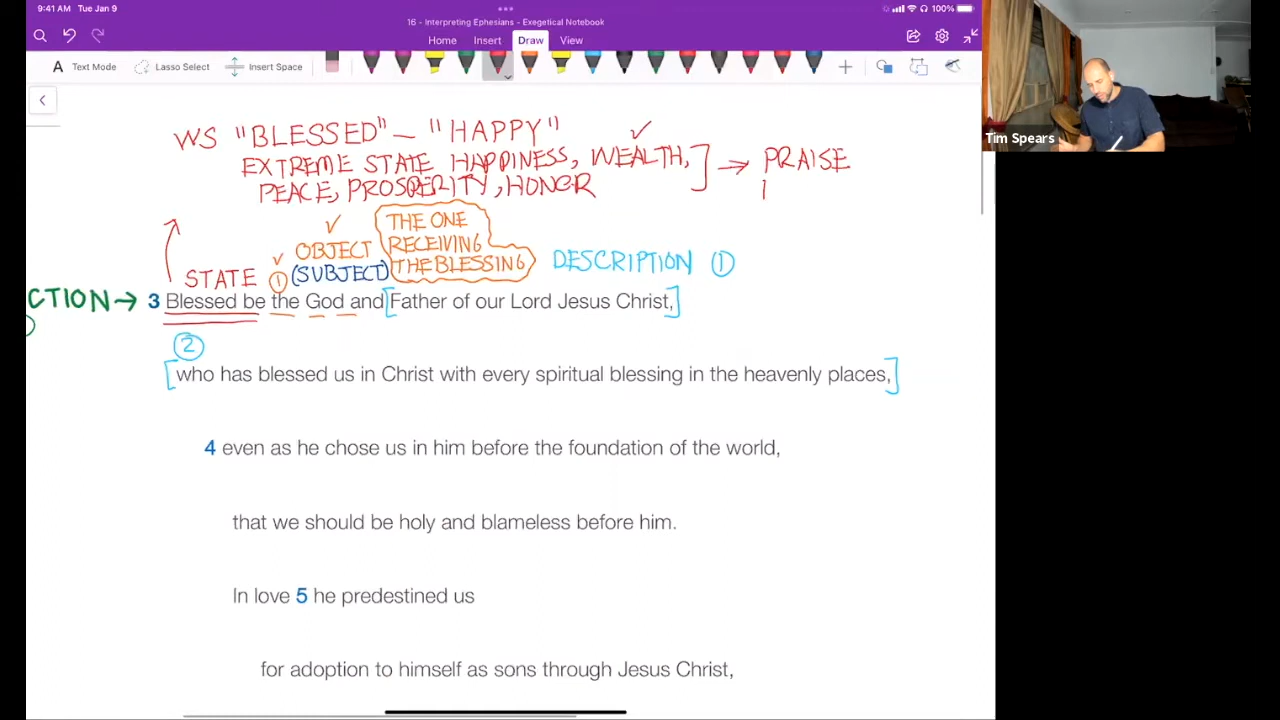 9:41 AM Tue Jan 9
100%
16 - Interpreting Ephesians - Exegetical Notebook
Home Insert Draw View
A Text Mode Lasso Select Insert Space
Tim Spears
WS "BLESSED" – "HAPPY"
EXTREME STATE HAPPINESS, WEALTH,
PEACE, PROSPERITY, HONOR
→ PRAISE
THE ONE
RECEIVING
THE BLESSING
OBJECT
STATE ① (SUBJECT)
DESCRIPTION ①
CTION → 3 Blessed be the God and [Father of our Lord Jesus Christ,]
②
[who has blessed us in Christ with every spiritual blessing in the heavenly places,]
4 even as he chose us in him before the foundation of the world,
that we should be holy and blameless before him.
In love 5 he predestined us
for adoption to himself as sons through Jesus Christ,